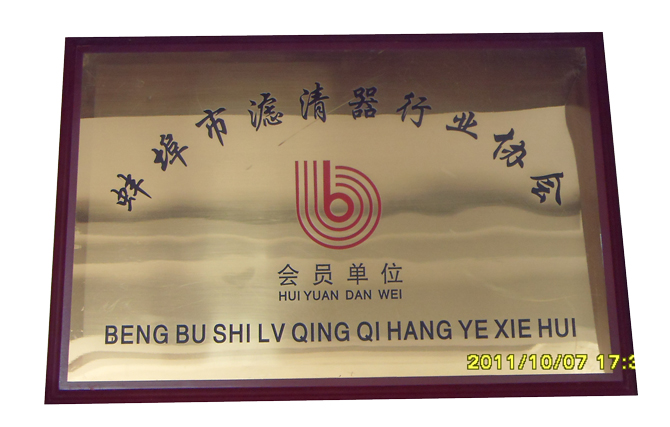 蚌埠市滤清器行业协会
b
会员单位
HUI YUAN DAN WEI
BENG BU SHI LV QING QI HANG YE XIE HUI
2011/10/07 17:3